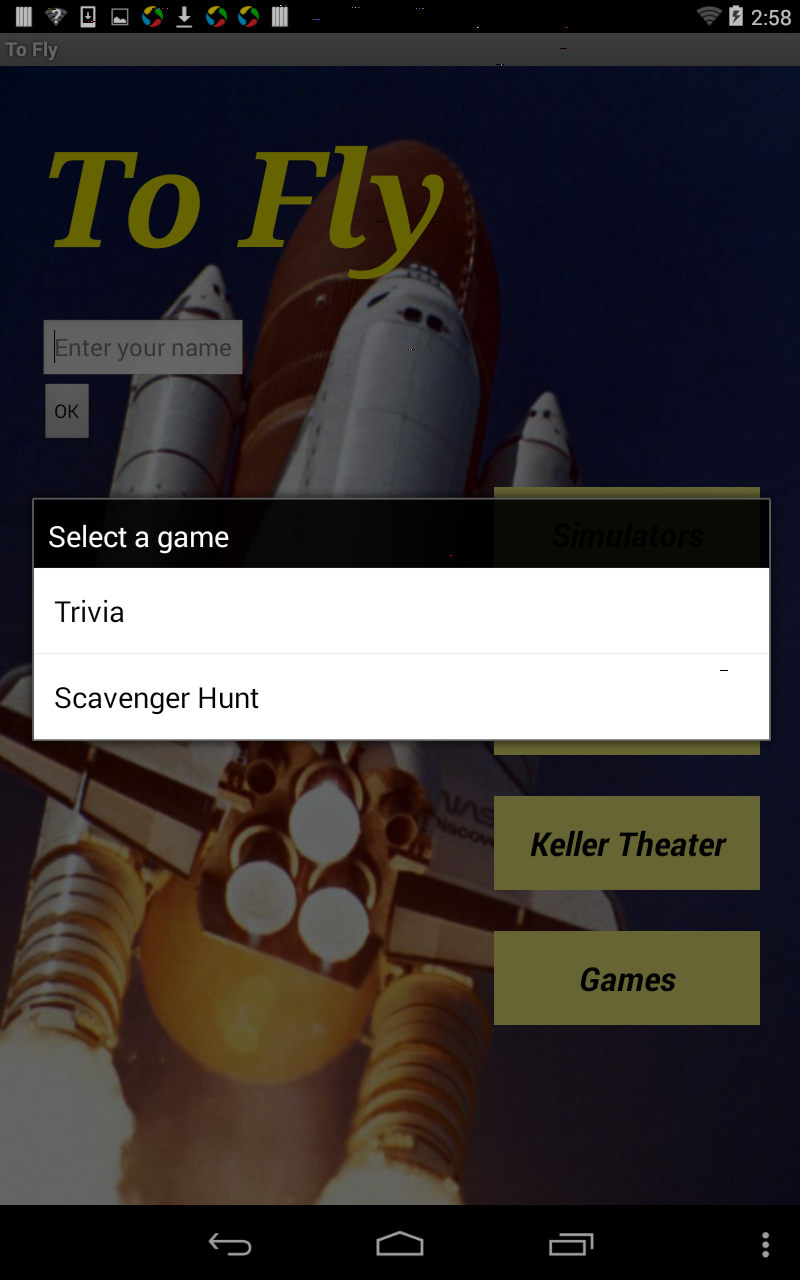 2:58
To Fly
To Fly
Enter your name
OK
Simulators
Select a game
Trivia
Scavenger Hunt
NAS
Keller Theater
Games